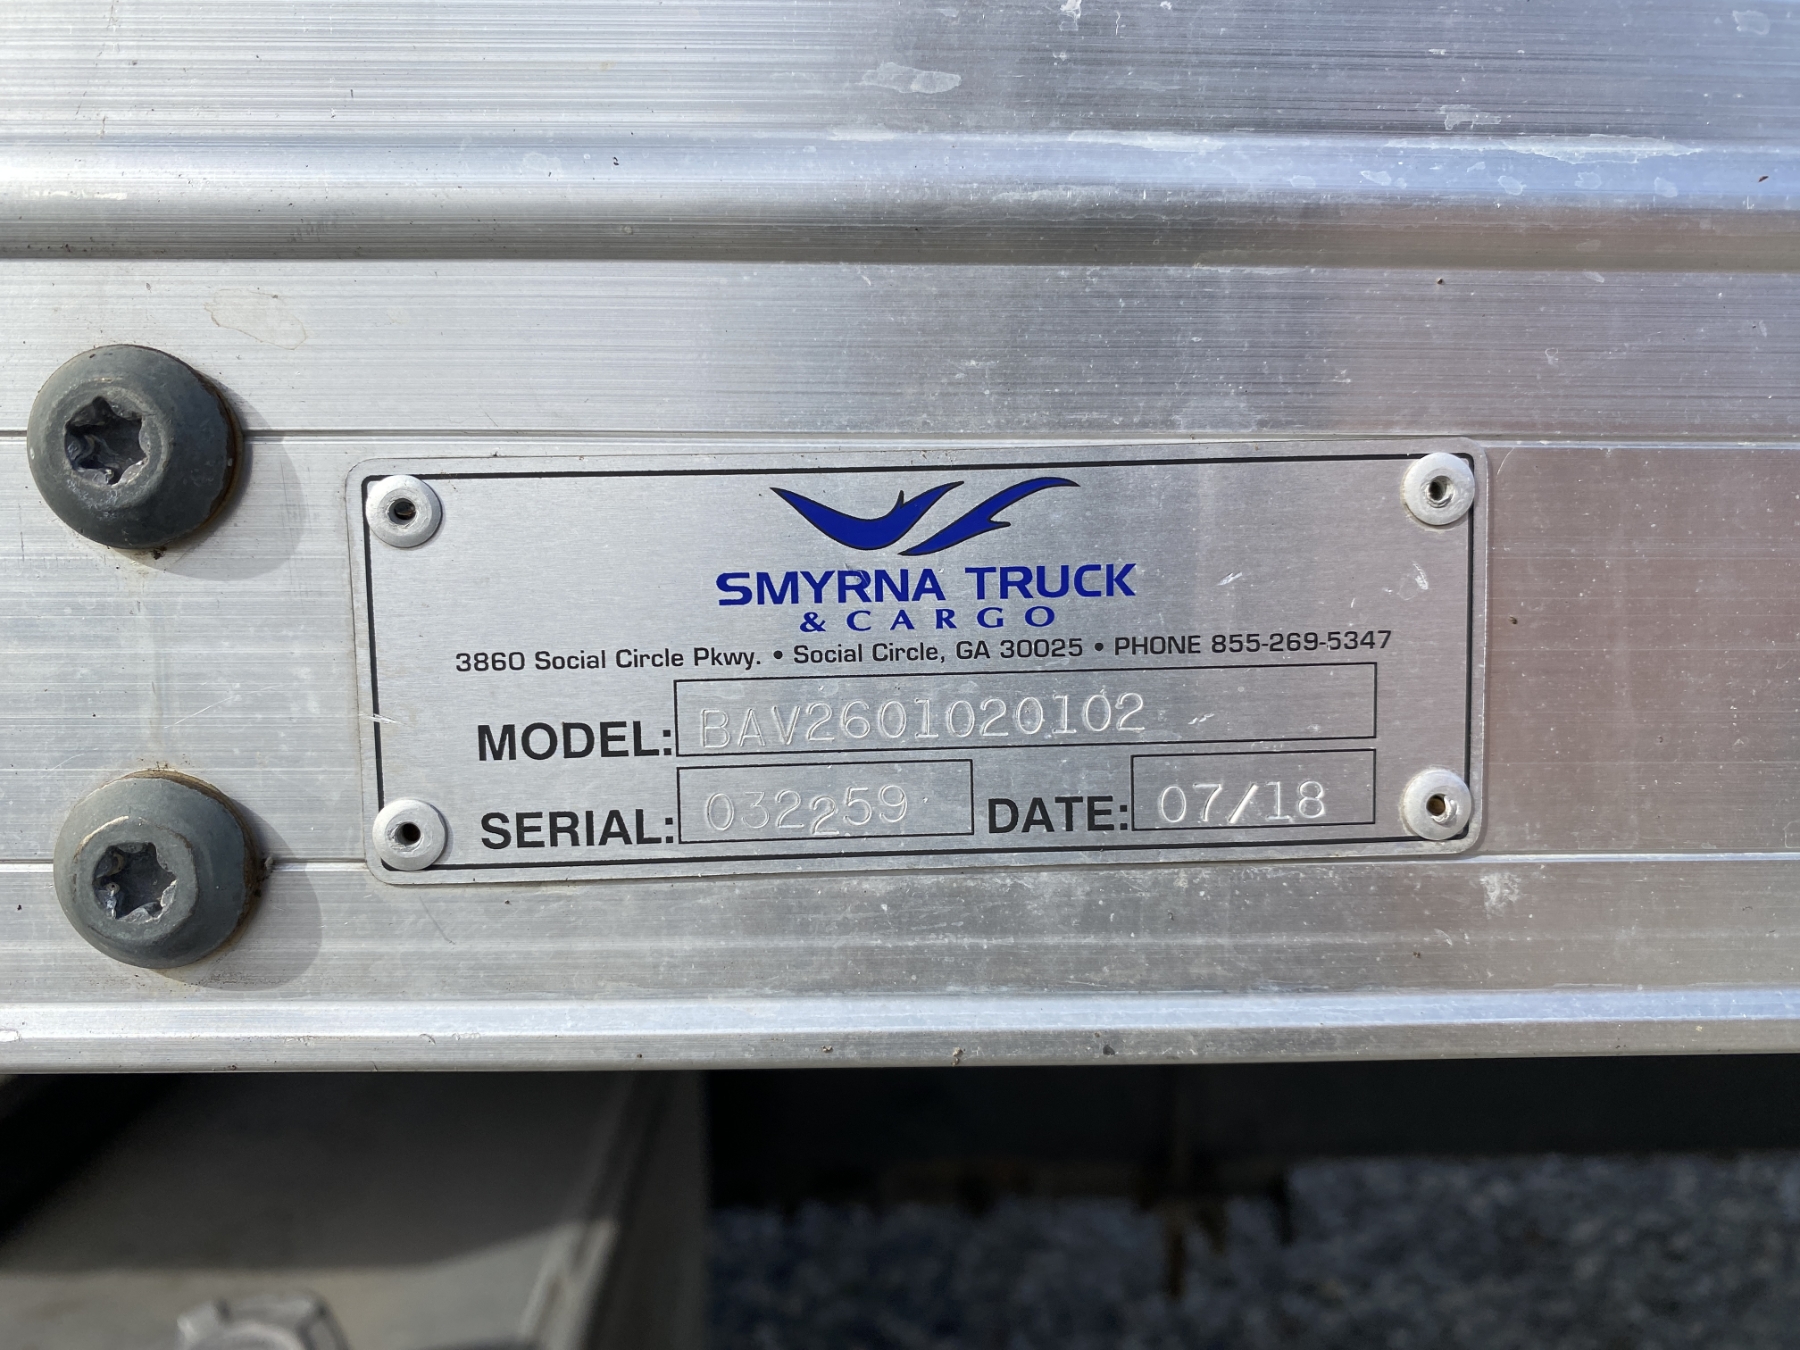 SMYRNA TRUCK
& CARGO
3860 Social Circle Pkwy. • Social Circle, GA 30025 • PHONE 855-269-5347
MODEL: BAV2601020102
SERIAL: 032259 DATE: 07/18